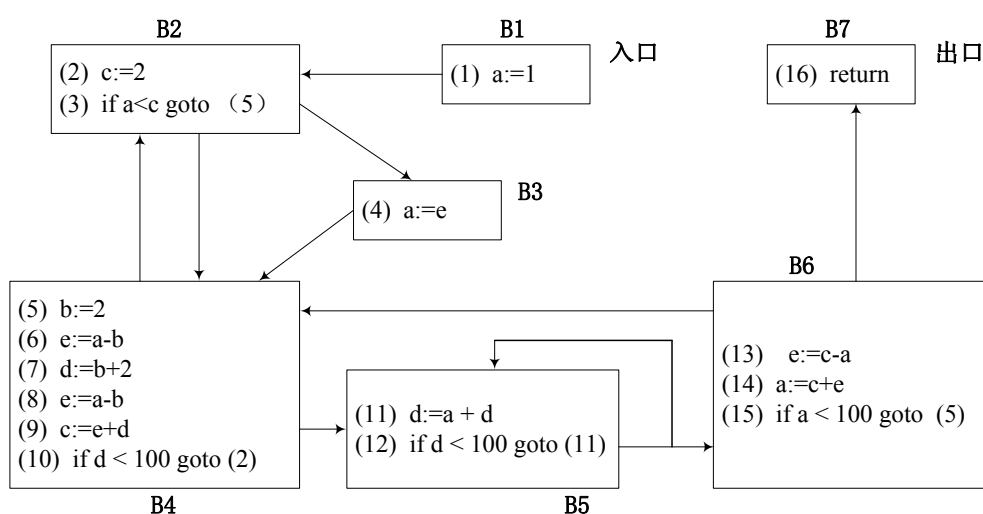 B2
(2) c:=2
(3) if a<c goto （5）
B1
(1) a:=1
入口
B7
(16) return
出口
(4) a:=e
B3
B4
(5) b:=2
(6) e:=a-b
(7) d:=b+2
(8) e:=a-b
(9) c:=e+d
(10) if d < 100 goto (2)
(11) d:=a + d
(12) if d < 100 goto (11)
B5
B6
(13) e:=c-a
(14) a:=c+e
(15) if a < 100 goto (5)